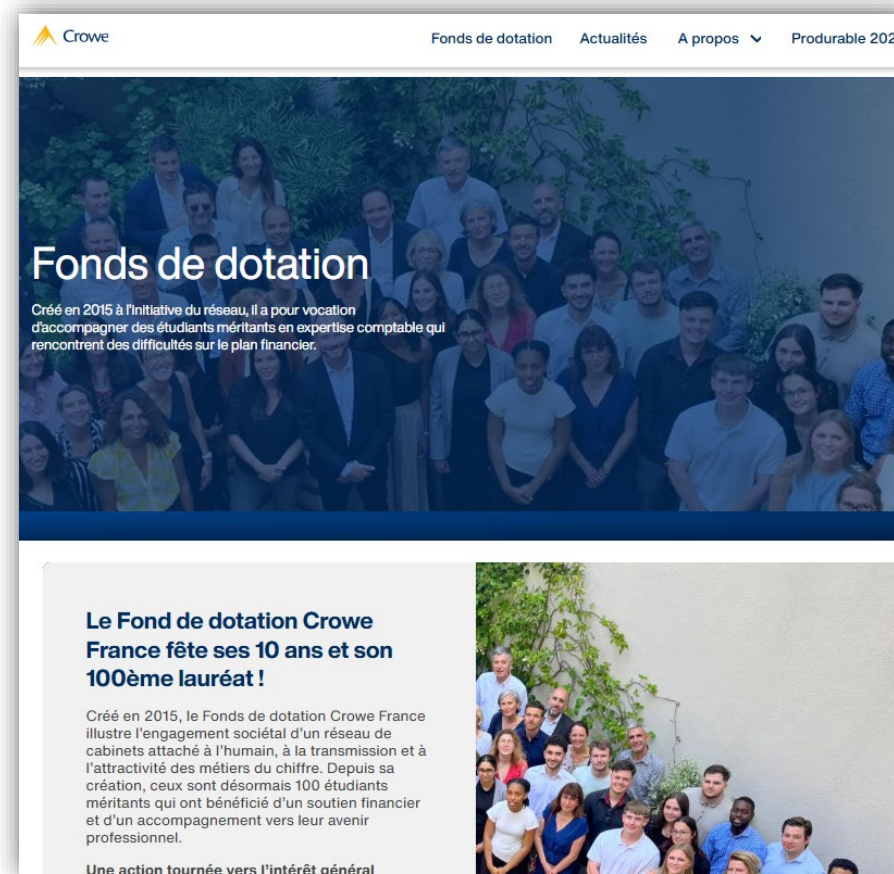 Crowe
Fonds de dotation Actualités A propos Produrable 202
Fonds de dotation
Créé en 2015 à l'initiative du réseau, il a pour vocation
d'accompagner des étudiants méritants en expertise comptable qui
rencontrent des difficultés sur le plan financier.
Le Fond de dotation Crowe
France fête ses 10 ans et son
100ème lauréat !
Créé en 2015, le Fonds de dotation Crowe France
illustre l'engagement sociétal d'un réseau de
cabinets attaché à l'humain, à la transmission et à
l'attractivité des métiers du chiffre. Depuis sa
création, ceux sont désormais 100 étudiants
méritants qui ont bénéficié d'un soutien financier
et d'un accompagnement vers leur avenir
professionnel.
Une action tournée vers l'intérêt général